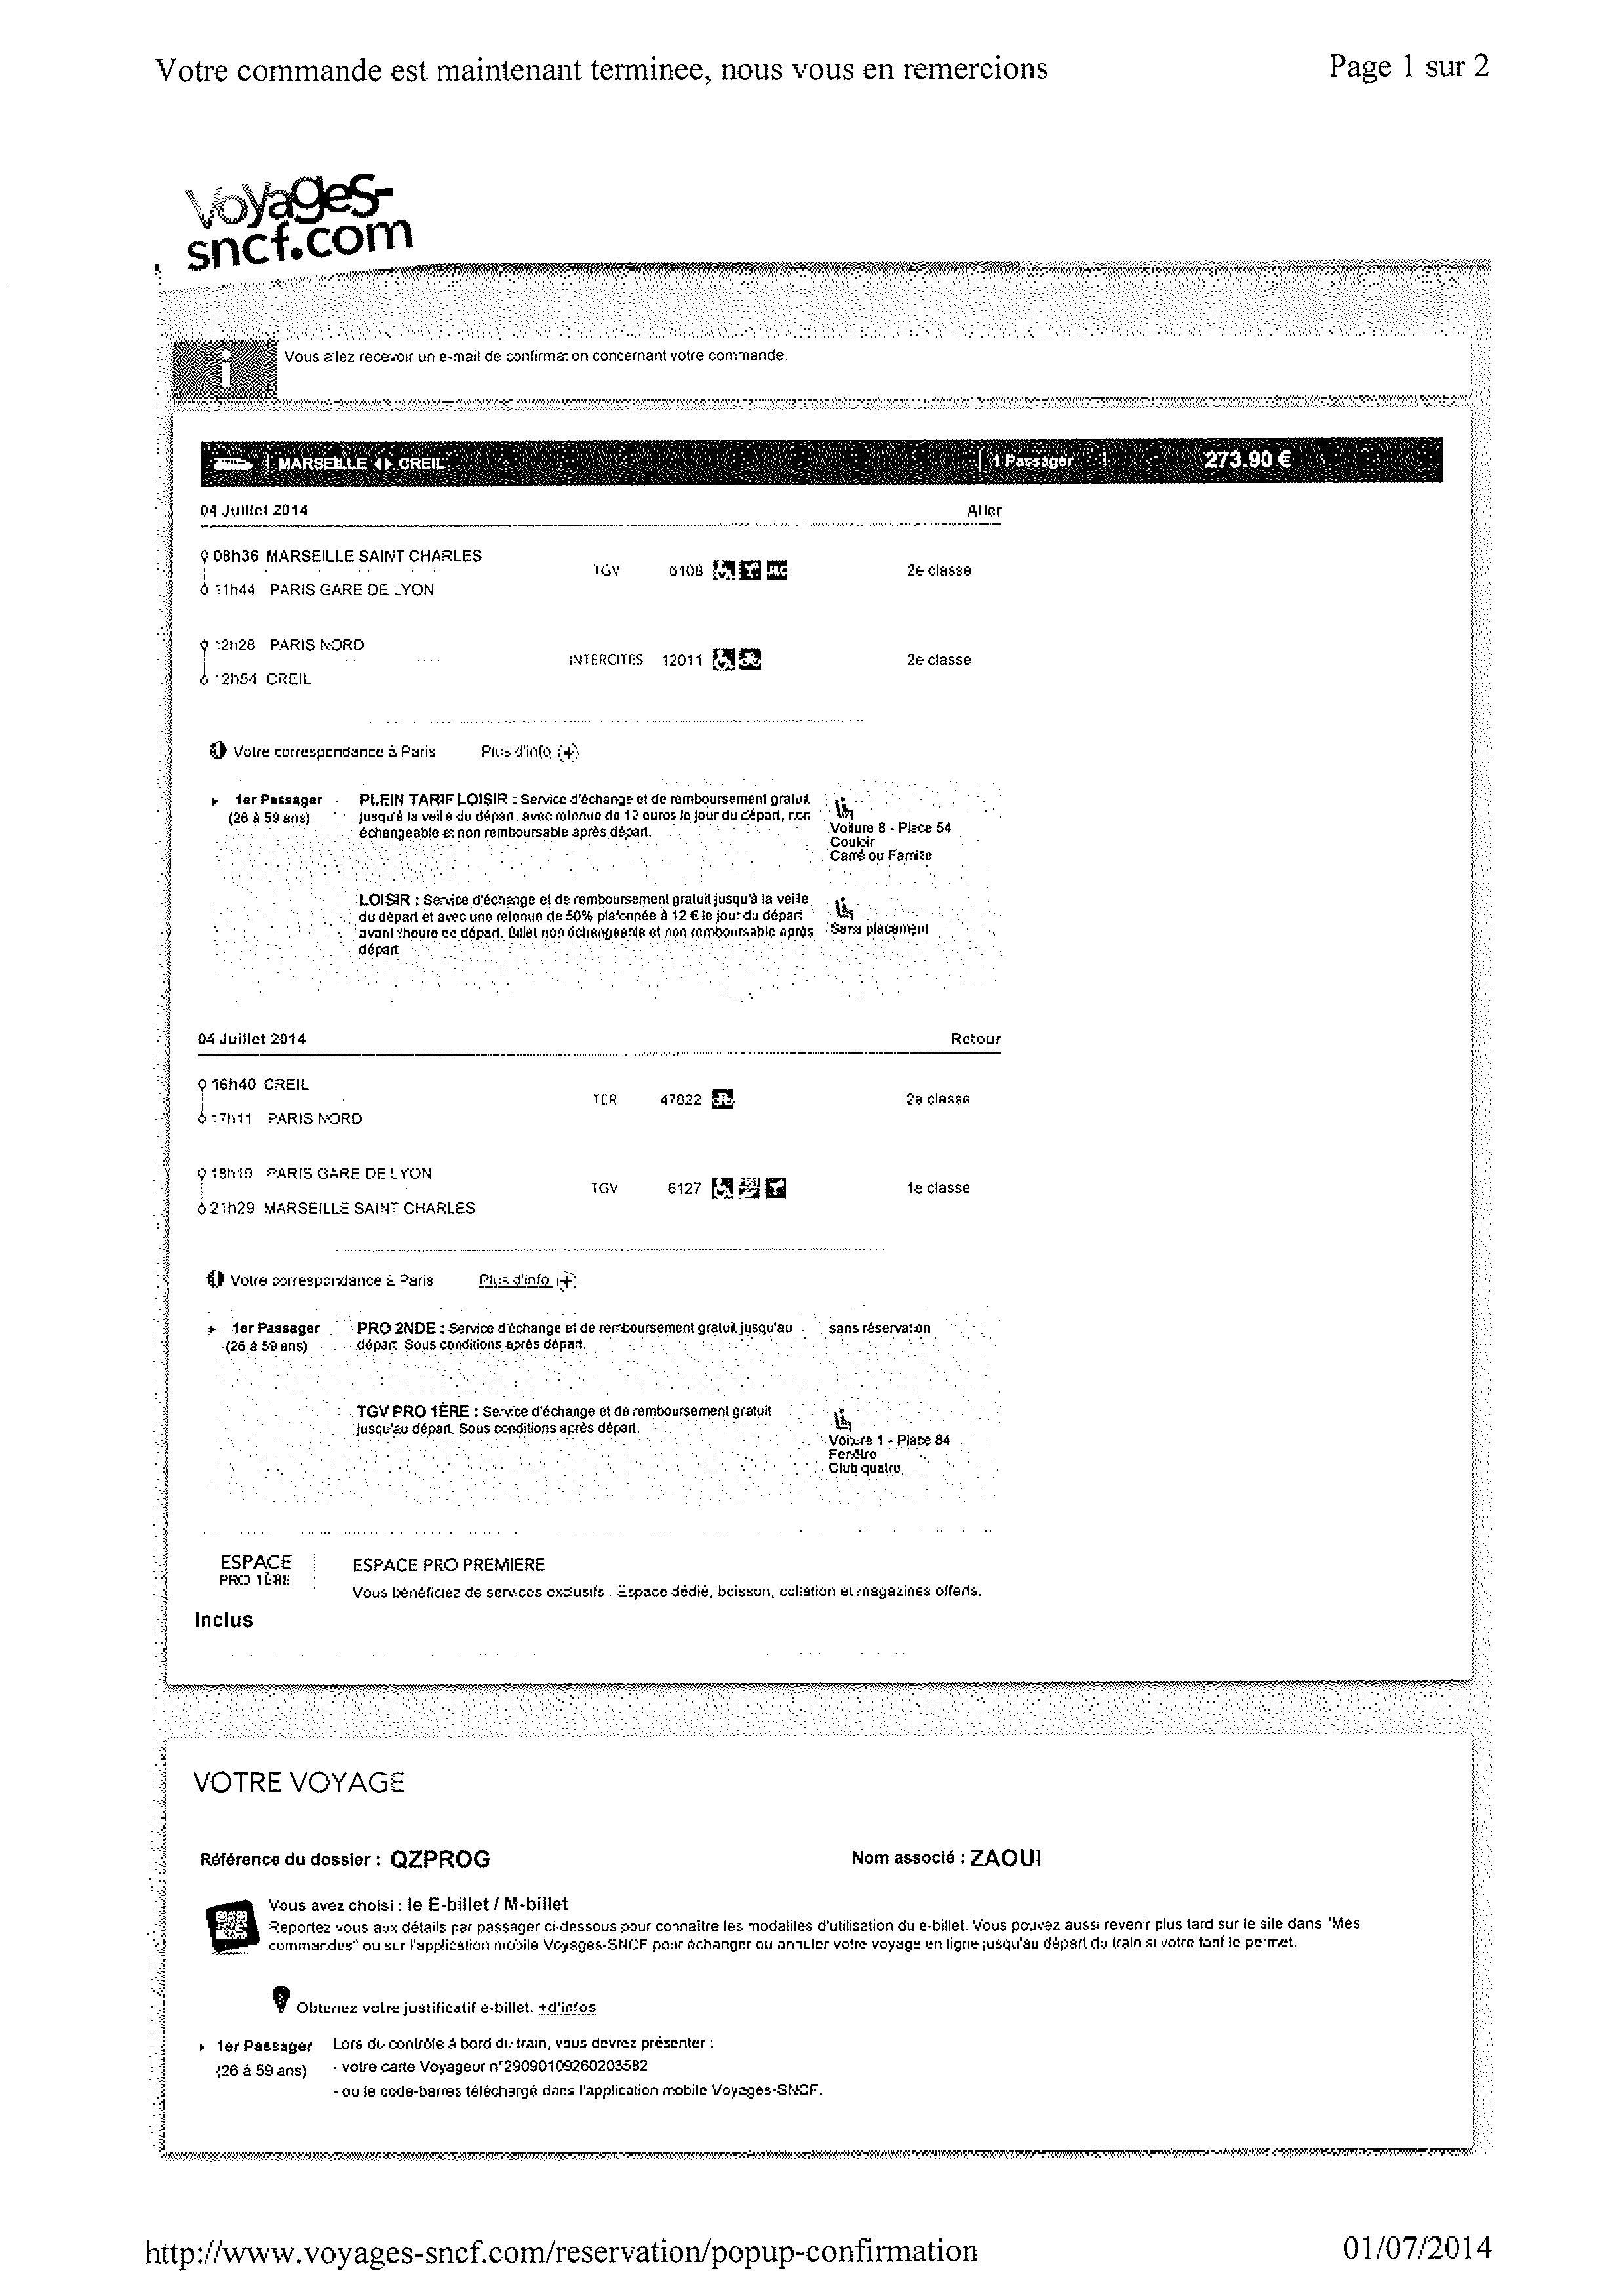 Votre commande est maintenant terminee, nous vous en remercions Page 1 sur 2
Voyages-
sncf.com
i Vous allez recevoir un e-mail de confirmation concernant votre commande.
MARSEILLE CREIL | 1 Passager | 273.90 €
04 Juillet 2014 Aller
08h36 MARSEILLE SAINT CHARLES
TGV 6108 2e classe
11h44 PARIS GARE DE LYON
12h28 PARIS NORD
INTERCITES 12011 2e classe
12h54 CREIL
Votre correspondance à Paris Plus d'info
1er Passager PLEIN TARIF LOISIR : Service d'échange et de remboursement gratuit
(26 à 59 ans) jusqu'à la veille du départ, avec retenue de 12 euros le jour du départ, non
échangeable et non remboursable après départ.
Voiture 8 - Place 54
Couloir
Carré ou Famille
LOISIR : Service d'échange et de remboursement gratuit jusqu'à la veille
du départ et avec une retenue de 50% plafonnée à 12 € le jour du départ
avant l'heure de départ. Billet non échangeable et non remboursable après
départ.
Sans placement
04 Juillet 2014 Retour
16h40 CREIL
TER 47822 2e classe
17h11 PARIS NORD
18h19 PARIS GARE DE LYON
TGV 6127 1e classe
21h29 MARSEILLE SAINT CHARLES
Votre correspondance à Paris Plus d'info
1er Passager PRO 2NDE : Service d'échange et de remboursement gratuit jusqu'au sans réservation
(26 à 59 ans) départ. Sous conditions après départ.
TGV PRO 1ÈRE : Service d'échange et de remboursement gratuit
jusqu'au départ. Sous conditions après départ.
Voiture 1 - Place 84
Fenêtre
Club quatre
ESPACE
PRO 1ÈRE
ESPACE PRO PREMIERE
Vous bénéficiez de services exclusifs . Espace dédié, boisson, collation et magazines offerts.
Inclus
VOTRE VOYAGE
Référence du dossier : QZPROG Nom associé : ZAOUI
Vous avez choisi : le E-billet / M-billet
Reportez vous aux détails par passager ci-dessous pour connaître les modalités d'utilisation du e-billet. Vous pouvez aussi revenir plus tard sur le site dans "Mes
commandes" ou sur l'application mobile Voyages-SNCF pour échanger ou annuler votre voyage en ligne jusqu'au départ du train si votre tarif le permet.
Obtenez votre justificatif e-billet. +d'infos
1er Passager Lors du contrôle à bord du train, vous devrez présenter :
(26 à 59 ans) - votre carte Voyageur n°29090109260203582
- ou le code-barres téléchargé dans l'application mobile Voyages-SNCF.
http://www.voyages-sncf.com/reservation/popup-confirmation 01/07/2014